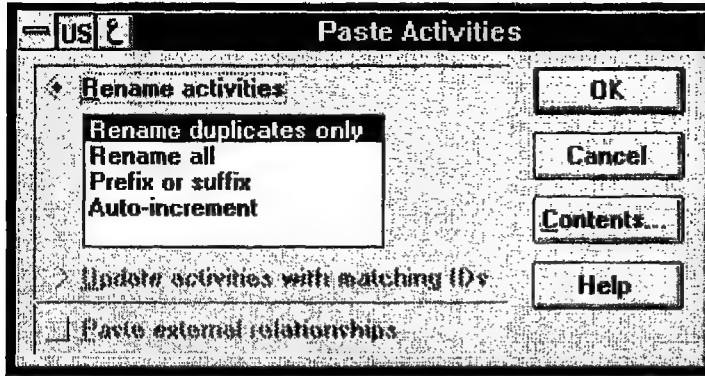 US Paste Activities
Rename activities
Rename duplicates only
Rename all
Prefix or suffix
Auto-increment
Update activities with matching IDs
Paste external relationships
OK
Cancel
Contents...
Help